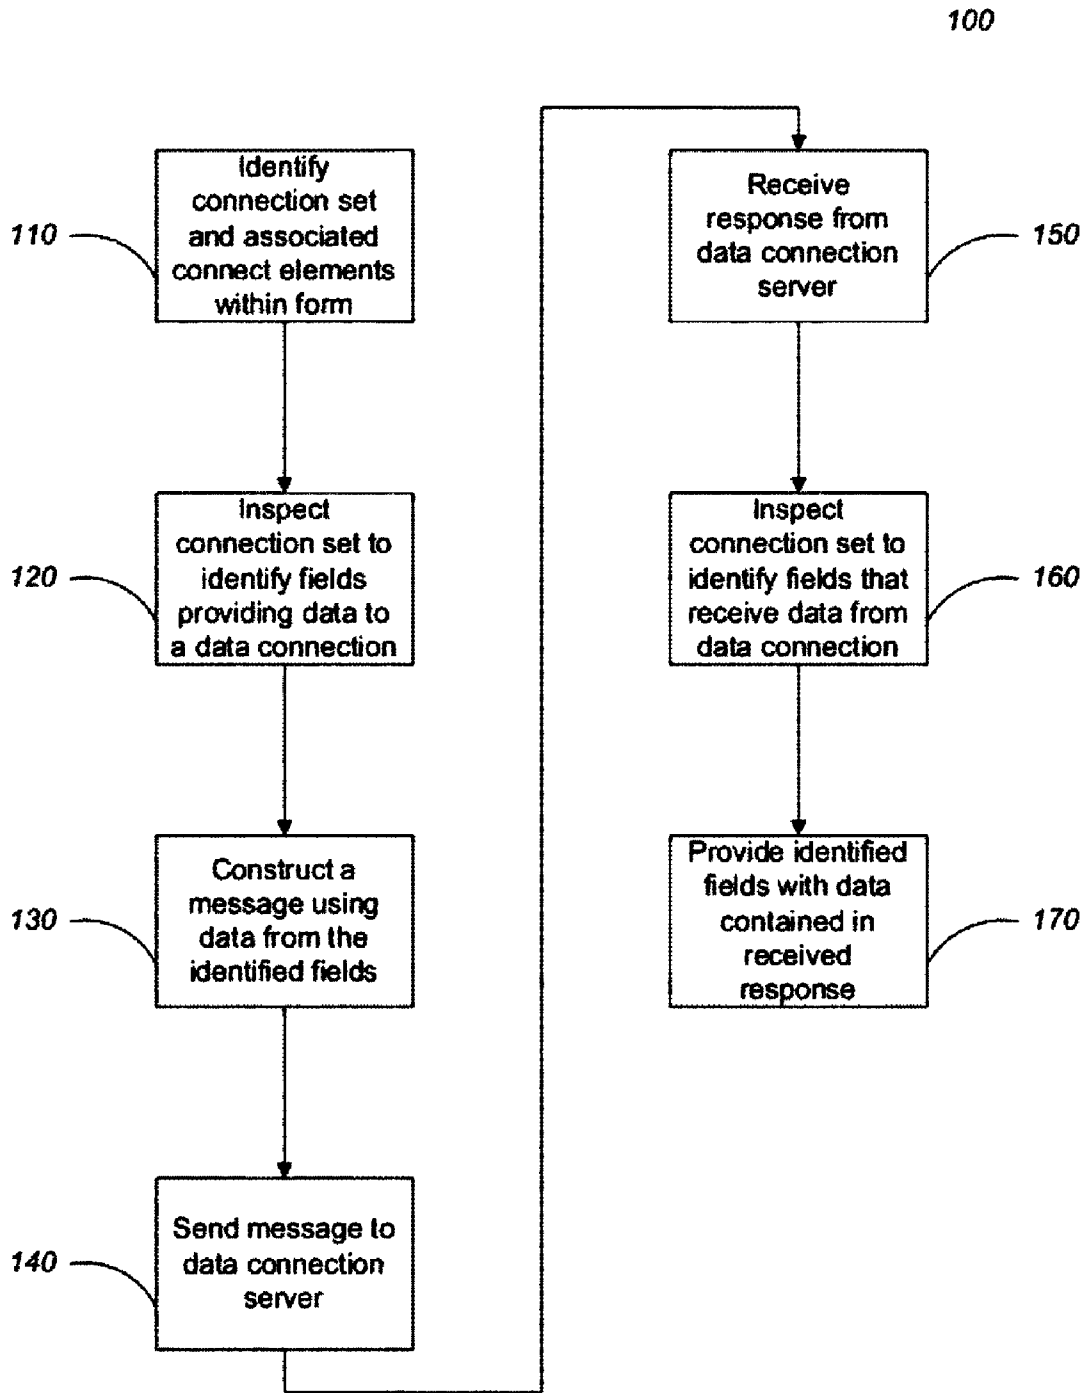 100
110
Identify
connection set
and associated
connect elements
within form
120
Inspect
connection set to
identify fields
providing data to
a data connection
130
Construct a
message using
data from the
identified fields
140
Send message to
data connection
server
Receive
response from
data connection
server
150
Inspect
connection set to
identify fields that
receive data from
data connection
160
Provide identified
fields with data
contained in
received
response
170